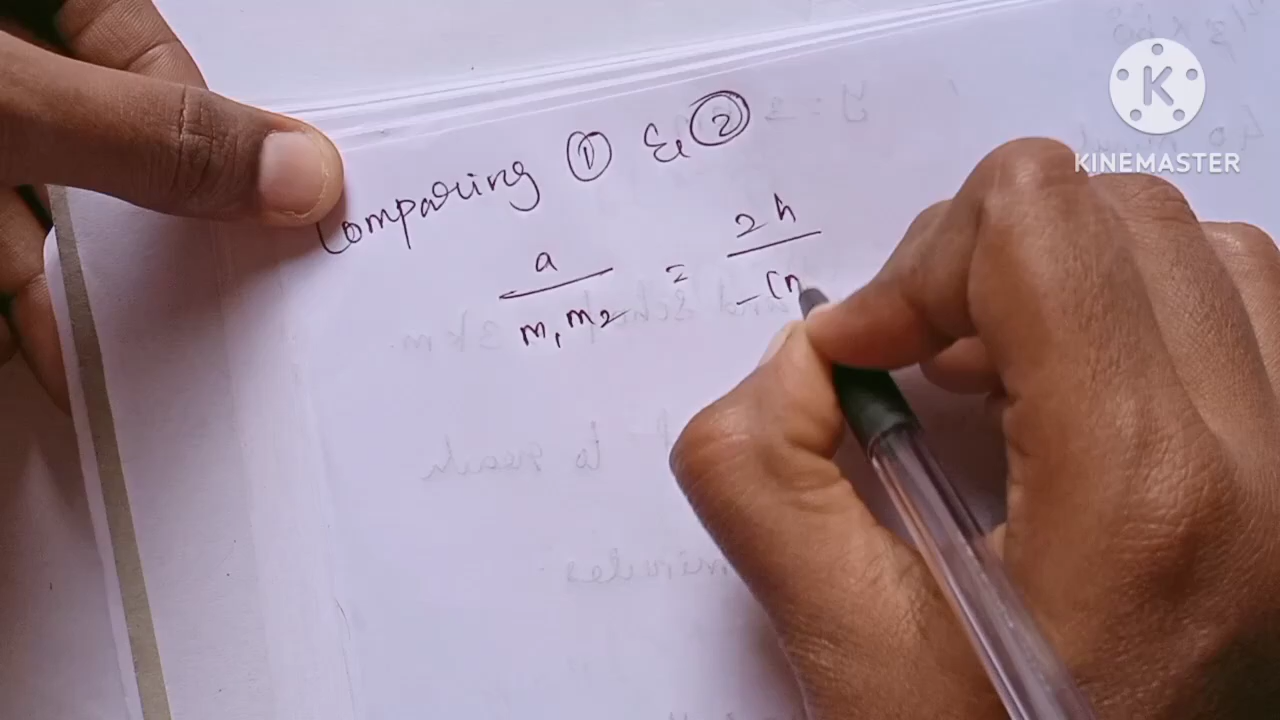 Comparing ① & ②
a/m₁m₂ = 2h/-(m
KINEMASTER